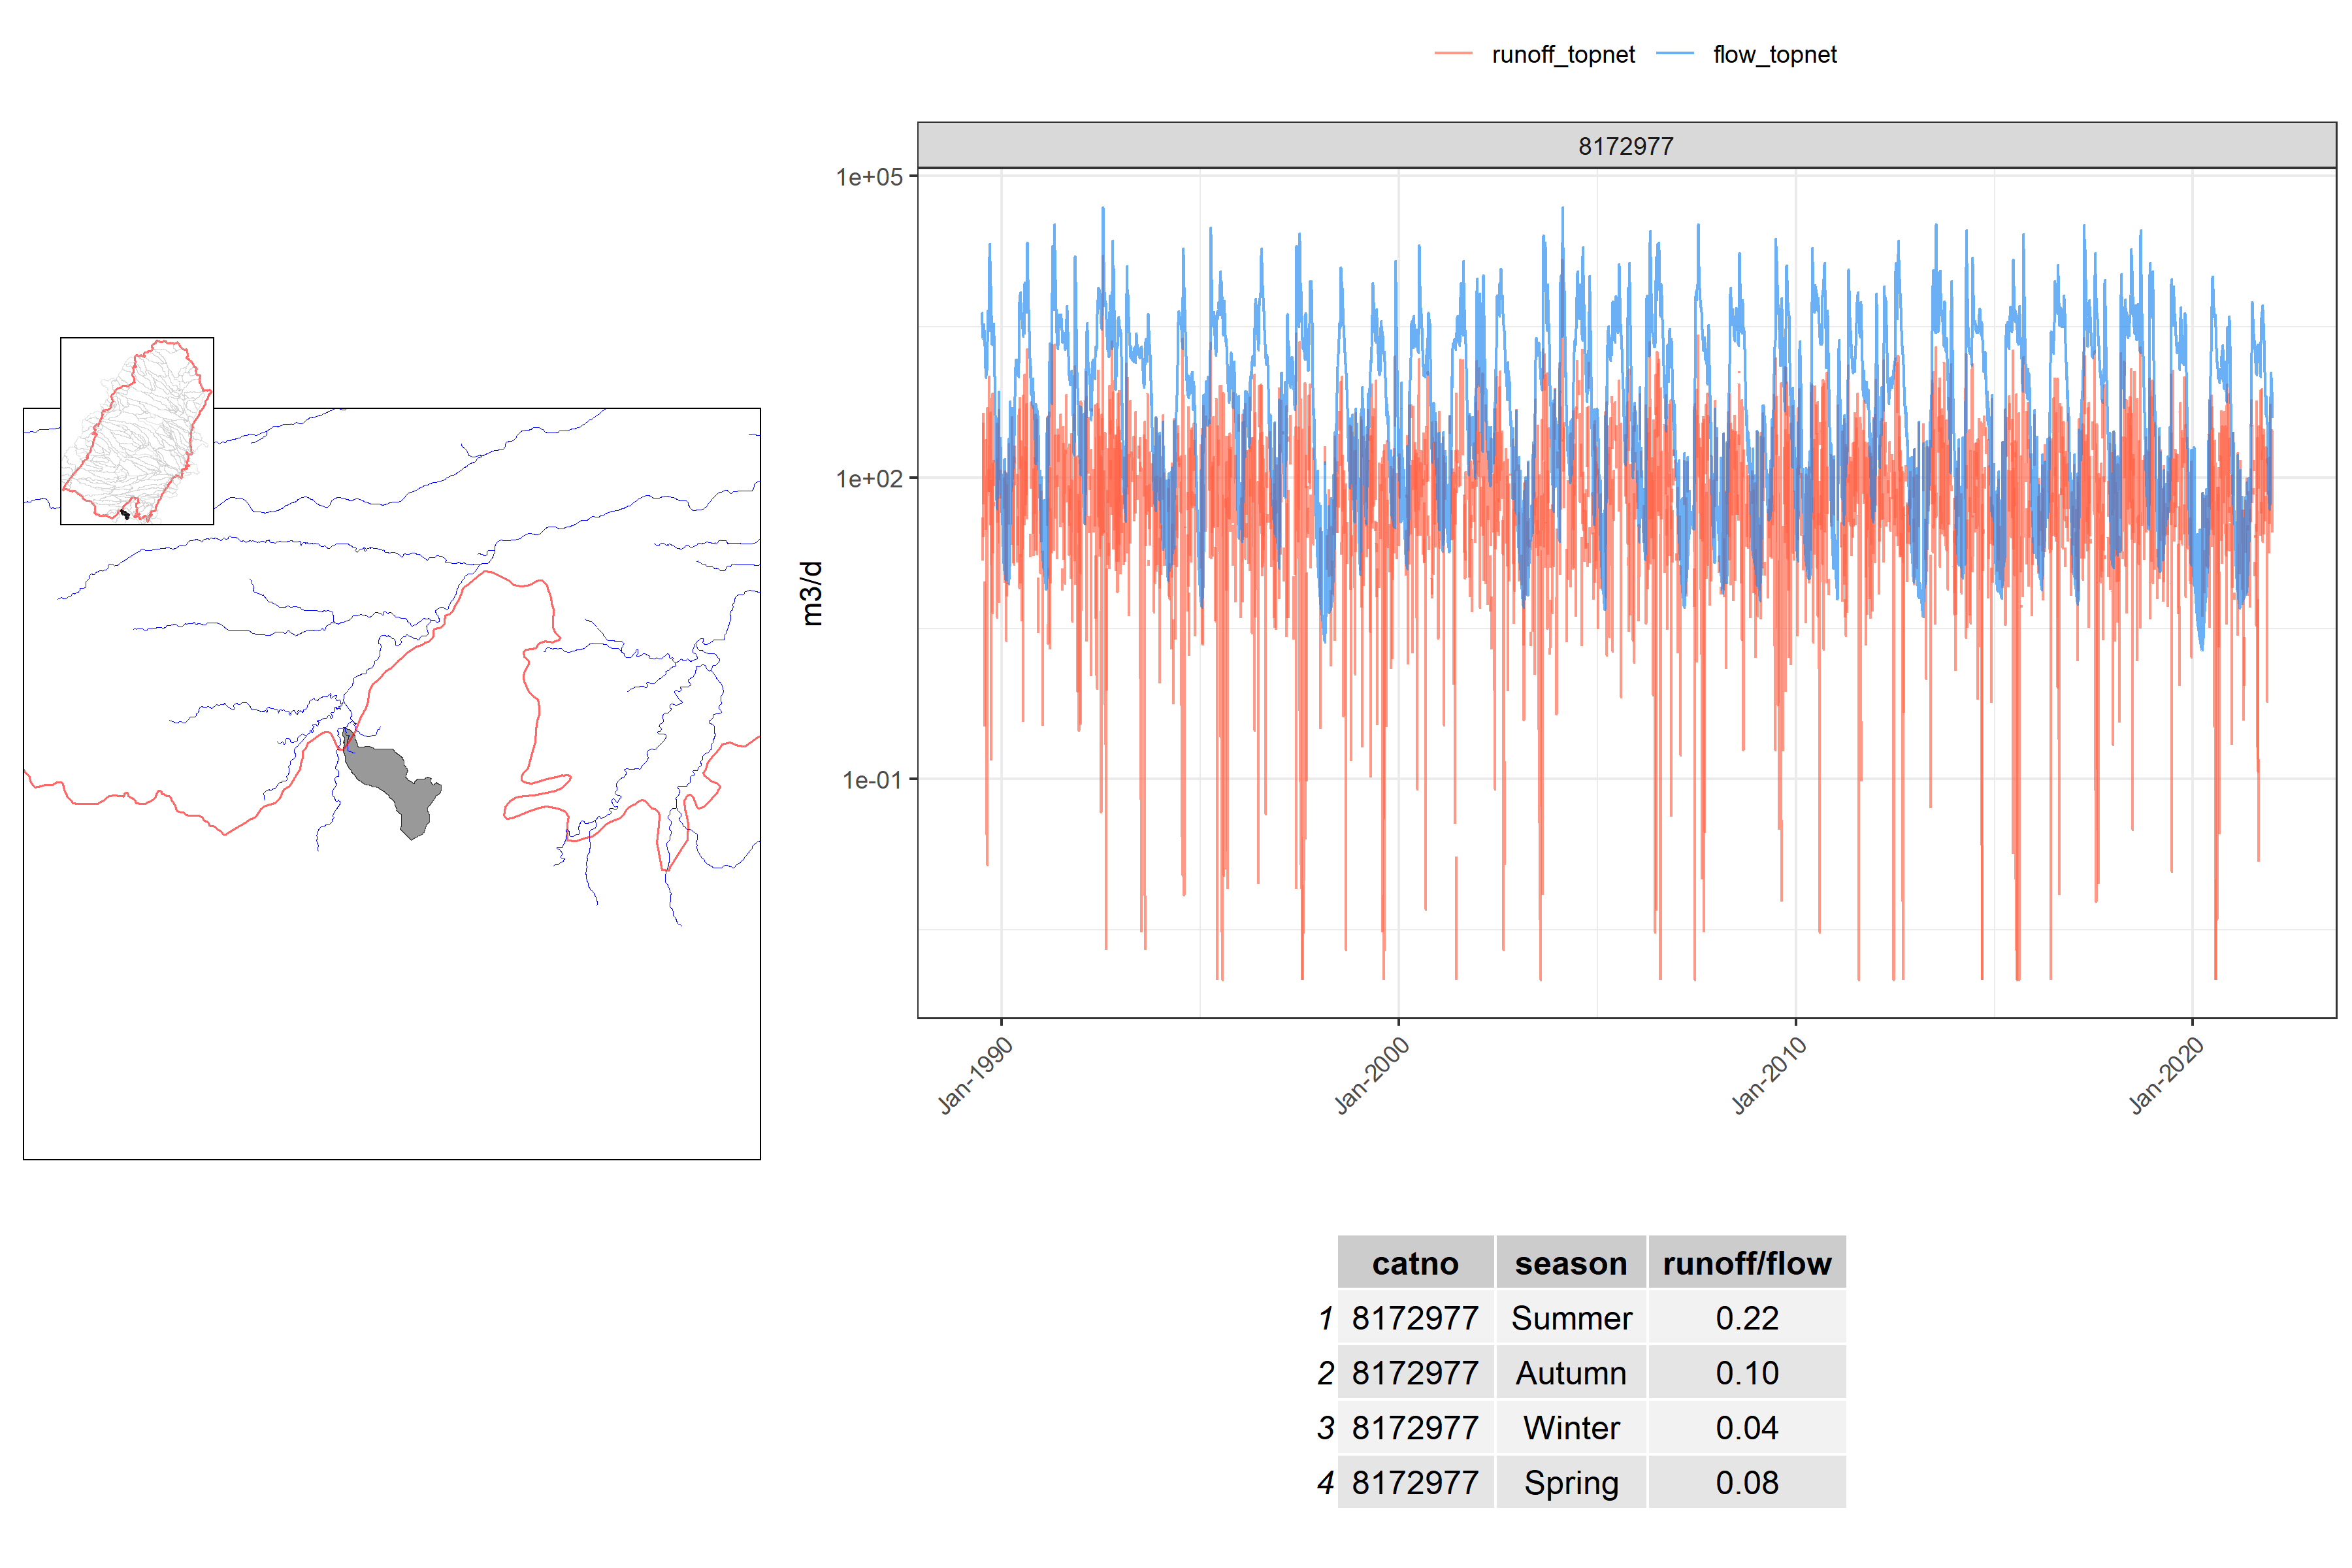 runoff_topnet flow_topnet
8172977
1e+05
1e+02
1e-01
m3/d
Jan-1990 Jan-2000 Jan-2010 Jan-2020
catno season runoff/flow
1 8172977 Summer 0.22
2 8172977 Autumn 0.10
3 8172977 Winter 0.04
4 8172977 Spring 0.08